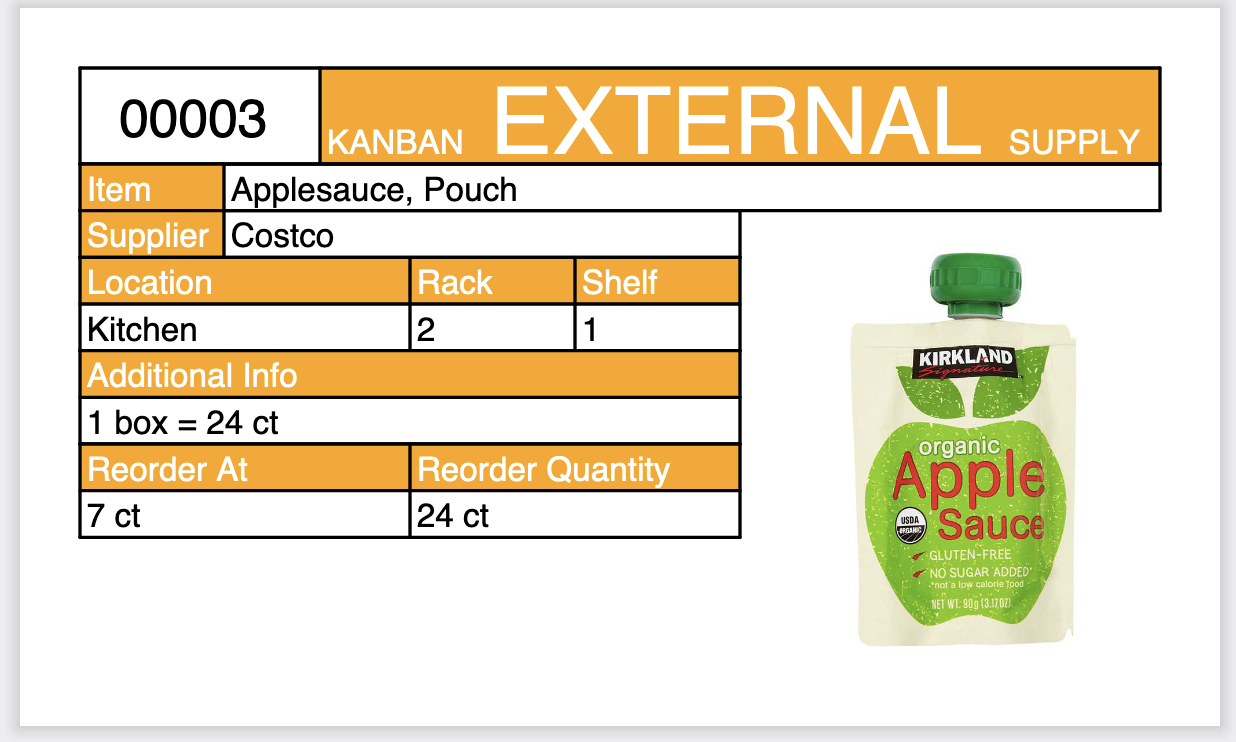 00003
KANBAN EXTERNAL SUPPLY
Item Applesauce, Pouch
Supplier Costco
Location Rack Shelf
Kitchen 2 1
Additional Info
1 box = 24 ct
Reorder At Reorder Quantity
7 ct 24 ct
KIRKLAND
Signature
organic
Apple
Sauce
USDA
ORGANIC
GLUTEN-FREE
NO SUGAR ADDED*
*not a low calorie food
NET WT: 90g (3.17OZ)